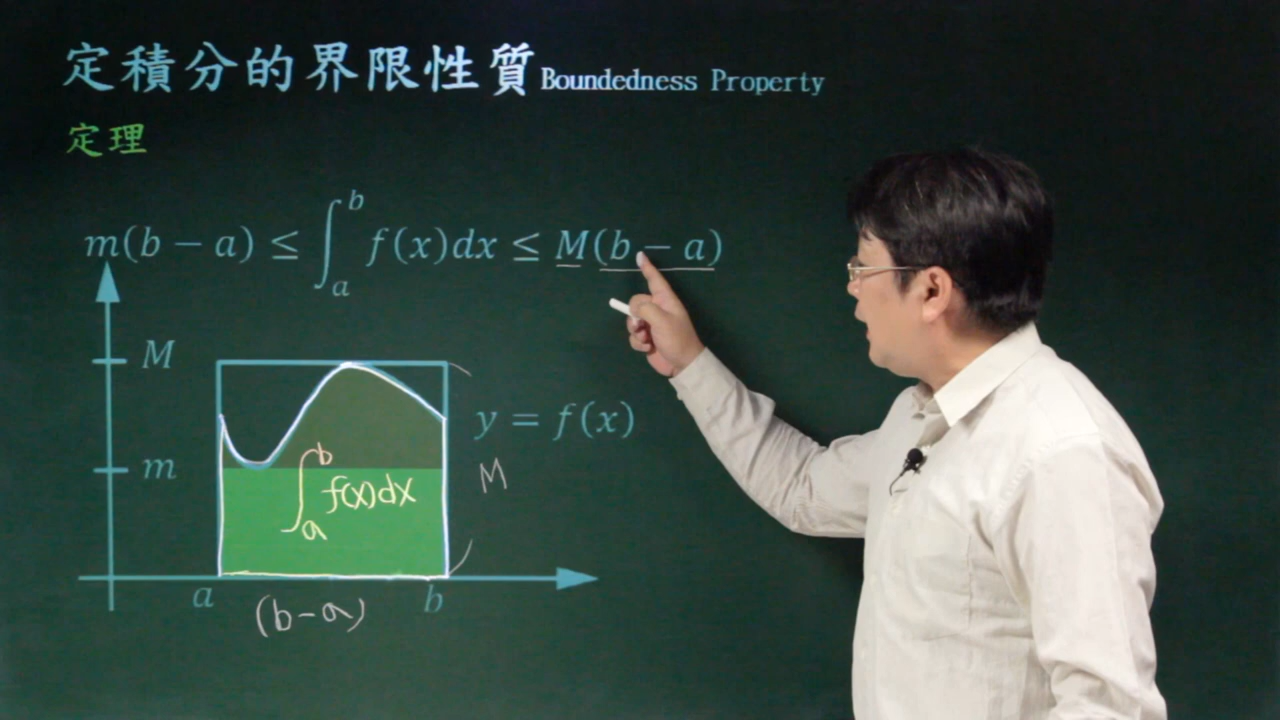 定積分的界限性質 Boundedness Property
定理
m(b − a) ≤ ∫_a^b f(x)dx ≤ M(b − a)
M
y = f(x)
m
M
∫_a^b f(x)dx
a
b
(b-a)